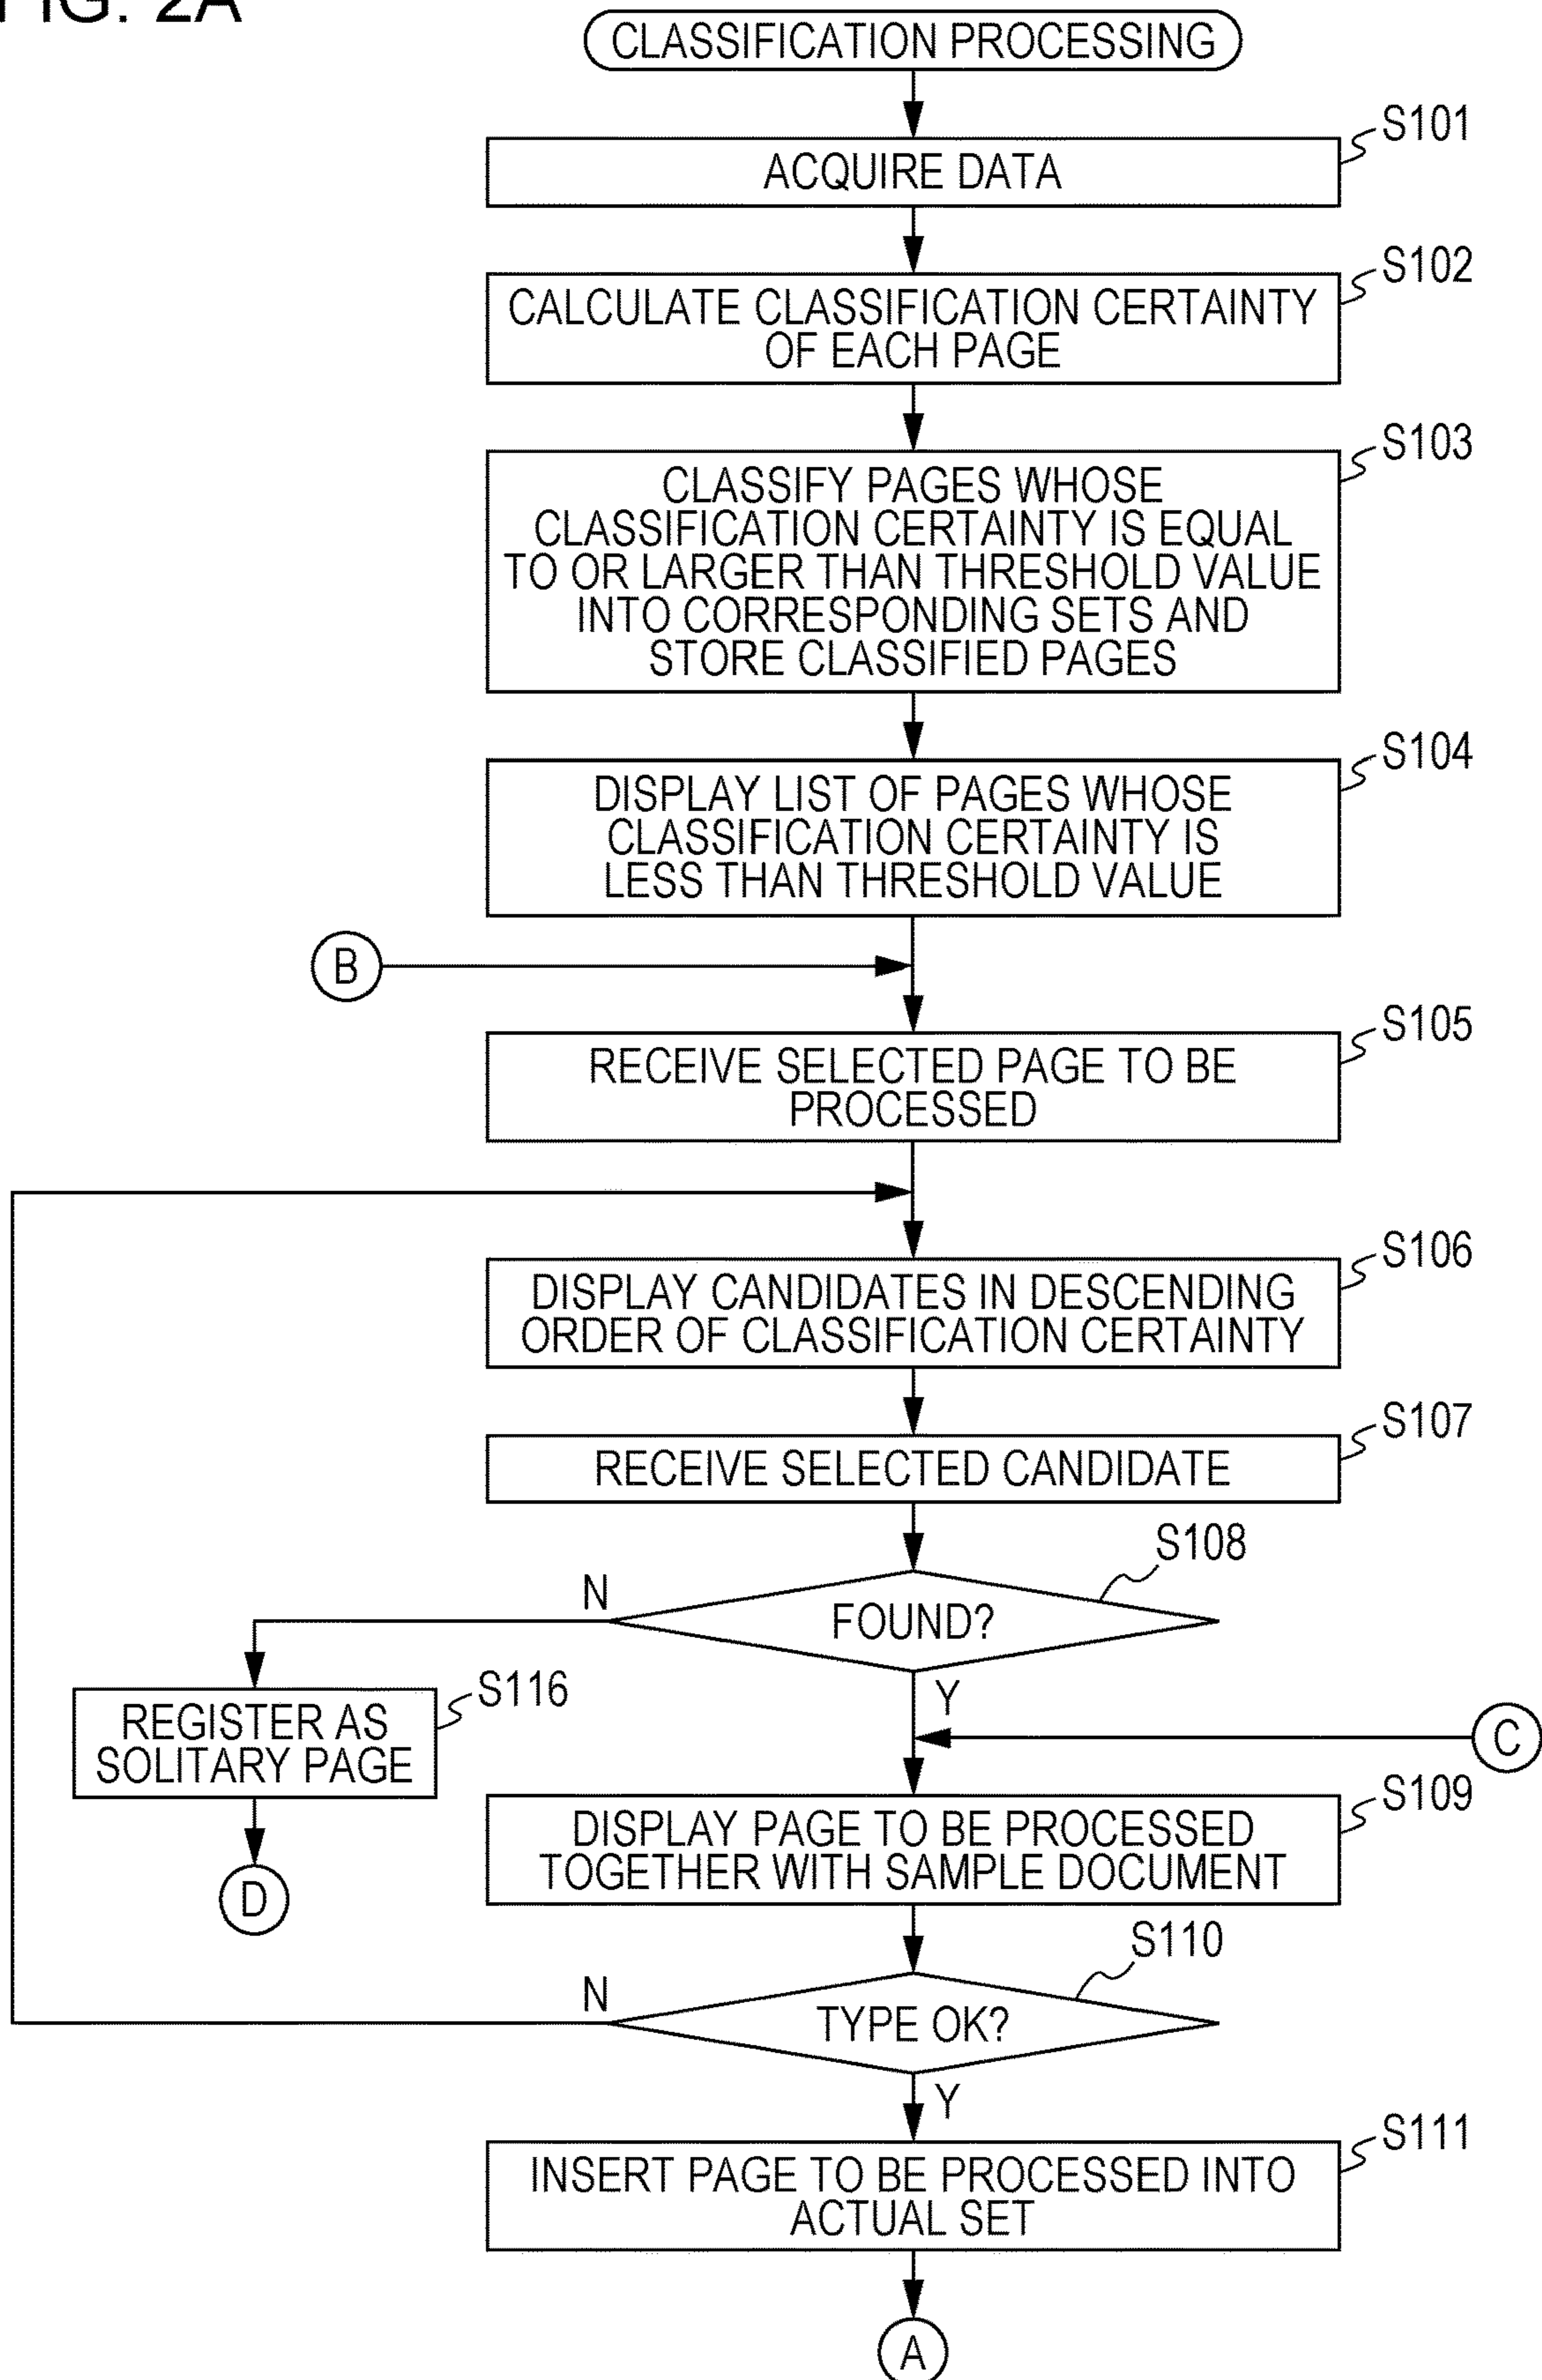 FIG. 2A
CLASSIFICATION PROCESSING
S101
ACQUIRE DATA
S102
CALCULATE CLASSIFICATION CERTAINTY
OF EACH PAGE
S103
CLASSIFY PAGES WHOSE
CLASSIFICATION CERTAINTY IS EQUAL
TO OR LARGER THAN THRESHOLD VALUE
INTO CORRESPONDING SETS AND
STORE CLASSIFIED PAGES
S104
DISPLAY LIST OF PAGES WHOSE
CLASSIFICATION CERTAINTY IS
LESS THAN THRESHOLD VALUE
B
S105
RECEIVE SELECTED PAGE TO BE
PROCESSED
S106
DISPLAY CANDIDATES IN DESCENDING
ORDER OF CLASSIFICATION CERTAINTY
S107
RECEIVE SELECTED CANDIDATE
S108
N
FOUND?
S116
Y
REGISTER AS
SOLITARY PAGE
C
S109
DISPLAY PAGE TO BE PROCESSED
TOGETHER WITH SAMPLE DOCUMENT
D
S110
N
TYPE OK?
Y
S111
INSERT PAGE TO BE PROCESSED INTO
ACTUAL SET
A